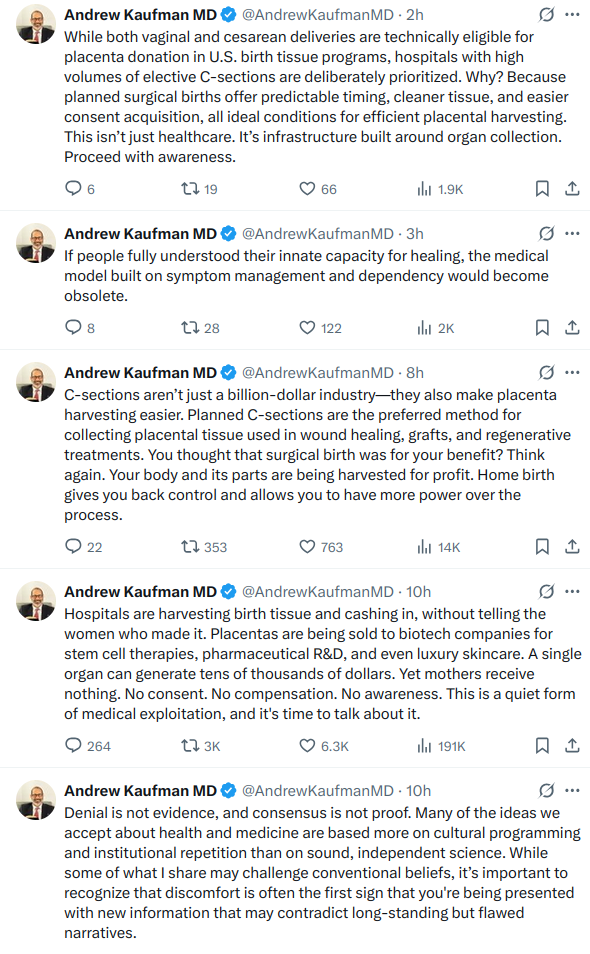 Andrew Kaufman MD @AndrewKaufmanMD · 2h
While both vaginal and cesarean deliveries are technically eligible for
placenta donation in U.S. birth tissue programs, hospitals with high
volumes of elective C-sections are deliberately prioritized. Why? Because
planned surgical births offer predictable timing, cleaner tissue, and easier
consent acquisition, all ideal conditions for efficient placental harvesting.
This isn’t just healthcare. It’s infrastructure built around organ collection.
Proceed with awareness.
6 19 66 1.9K
Andrew Kaufman MD @AndrewKaufmanMD · 3h
If people fully understood their innate capacity for healing, the medical
model built on symptom management and dependency would become
obsolete.
8 28 122 2K
Andrew Kaufman MD @AndrewKaufmanMD · 8h
C-sections aren’t just a billion-dollar industry—they also make placenta
harvesting easier. Planned C-sections are the preferred method for
collecting placental tissue used in wound healing, grafts, and regenerative
treatments. You thought that surgical birth was for your benefit? Think
again. Your body and its parts are being harvested for profit. Home birth
gives you back control and allows you to have more power over the
process.
22 353 763 14K
Andrew Kaufman MD @AndrewKaufmanMD · 10h
Hospitals are harvesting birth tissue and cashing in, without telling the
women who made it. Placentas are being sold to biotech companies for
stem cell therapies, pharmaceutical R&D, and even luxury skincare. A single
organ can generate tens of thousands of dollars. Yet mothers receive
nothing. No consent. No compensation. No awareness. This is a quiet form
of medical exploitation, and it's time to talk about it.
264 3K 6.3K 191K
Andrew Kaufman MD @AndrewKaufmanMD · 10h
Denial is not evidence, and consensus is not proof. Many of the ideas we
accept about health and medicine are based more on cultural programming
and institutional repetition than on sound, independent science. While
some of what I share may challenge conventional beliefs, it’s important to
recognize that discomfort is often the first sign that you're being presented
with new information that may contradict long-standing but flawed
narratives.